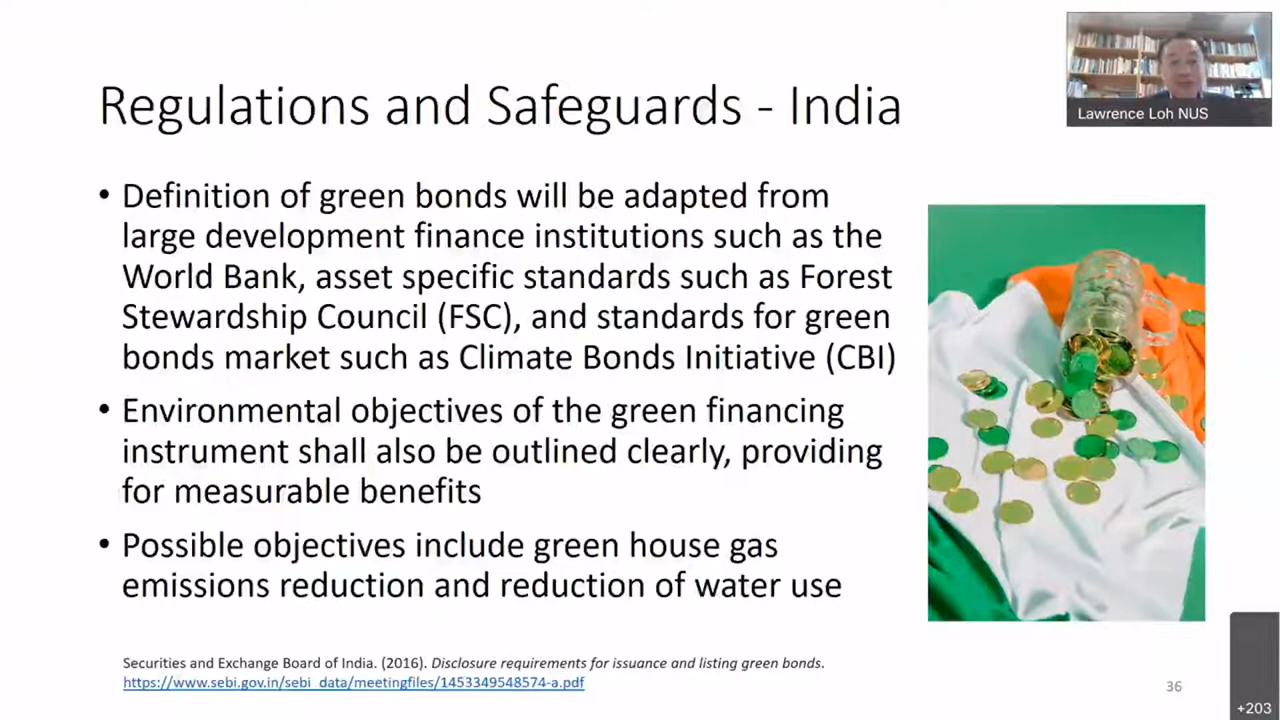 Lawrence Loh NUS
Regulations and Safeguards - India
• Definition of green bonds will be adapted from
large development finance institutions such as the
World Bank, asset specific standards such as Forest
Stewardship Council (FSC), and standards for green
bonds market such as Climate Bonds Initiative (CBI)
• Environmental objectives of the green financing
instrument shall also be outlined clearly, providing
for measurable benefits
• Possible objectives include green house gas
emissions reduction and reduction of water use
Securities and Exchange Board of India. (2016). Disclosure requirements for issuance and listing green bonds.
https://www.sebi.gov.in/sebi_data/meetingfiles/1453349548574-a.pdf
36
+203